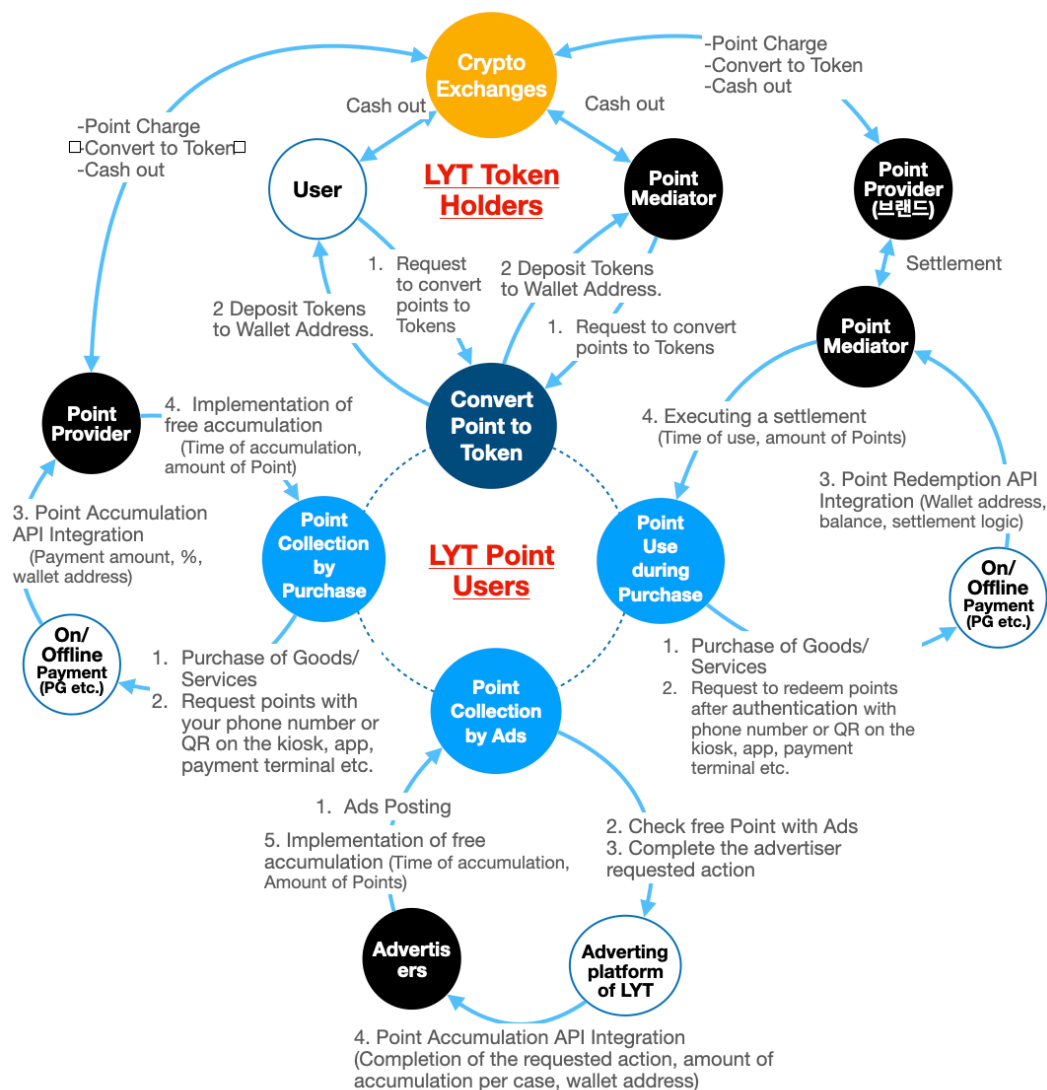 Crypto
Exchanges
-Point Charge
-Convert to Token
-Cash out
Cash out
Cash out
-Point Charge
□-Convert to Token□
-Cash out
User
LYT Token
Holders
Point
Mediator
Point
Provider
(브랜드)
Settlement
1. Request
to convert
points to
Tokens
2 Deposit Tokens
to Wallet Address.
2 Deposit Tokens
to Wallet Address.
1. Request to convert
points to Tokens
Point
Mediator
Point
Provider
4. Implementation of
free accumulation
(Time of accumulation,
amount of Point)
Convert
Point to
Token
4. Executing a settlement
(Time of use, amount of Points)
3. Point Redemption API
Integration (Wallet address,
balance, settlement logic)
3. Point Accumulation
API Integration
(Payment amount, %,
wallet address)
Point
Collection
by
Purchase
LYT Point
Users
Point
Use
during
Purchase
On/
Offline
Payment
(PG etc.)
On/
Offline
Payment
(PG etc.)
1. Purchase of Goods/
Services
2. Request points with
your phone number or
QR on the kiosk, app,
payment terminal etc.
Point
Collection
by Ads
1. Purchase of Goods/
Services
2. Request to redeem points
after authentication with
phone number or QR on the
kiosk, app, payment
terminal etc.
1. Ads Posting
5. Implementation of free
accumulation (Time of accumulation,
Amount of Points)
2. Check free Point with Ads
3. Complete the advertiser
requested action
Advertis
ers
Adverting
platform
of LYT
4. Point Accumulation API Integration
(Completion of the requested action, amount of
accumulation per case, wallet address)